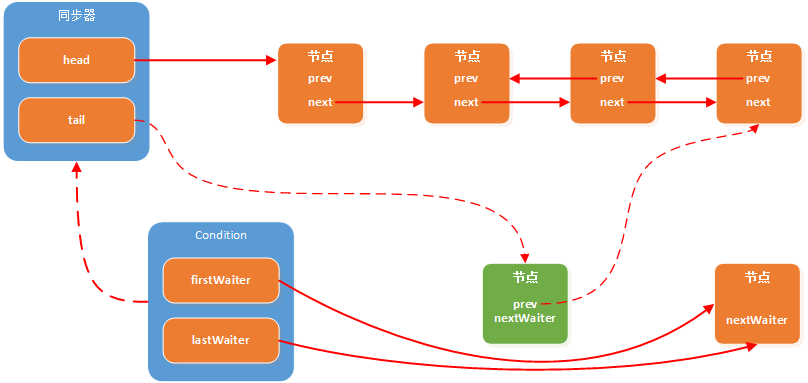 同步器
head
tail
节点
prev
next
节点
prev
next
节点
prev
next
节点
prev
next
Condition
firstWaiter
lastWaiter
节点
prev
nextWaiter
节点
nextWaiter